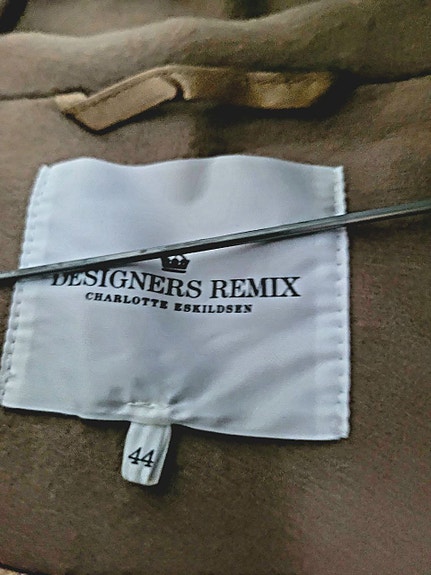 DESIGNERS REMIX
CHARLOTTE ESKILDSEN
44